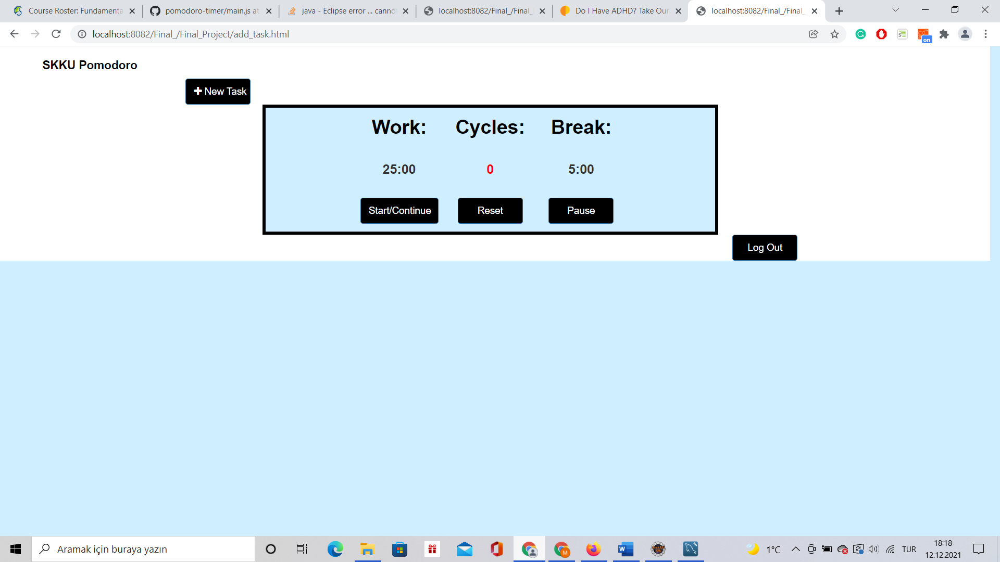 Course Roster: Fundamenta
pomodoro-timer/main.js at
java - Eclipse error ... canno
localhost:8082/Final_/Final_
Do I Have ADHD? Take Our
localhost:8082/Final_/Final_
localhost:8082/Final_/Final_Project/add_task.html
on
SKKU Pomodoro
New Task
Work: Cycles: Break:
25:00 0 5:00
Start/Continue Reset Pause
Log Out
Aramak için buraya yazın
1°C
TUR
18:18
12.12.2021